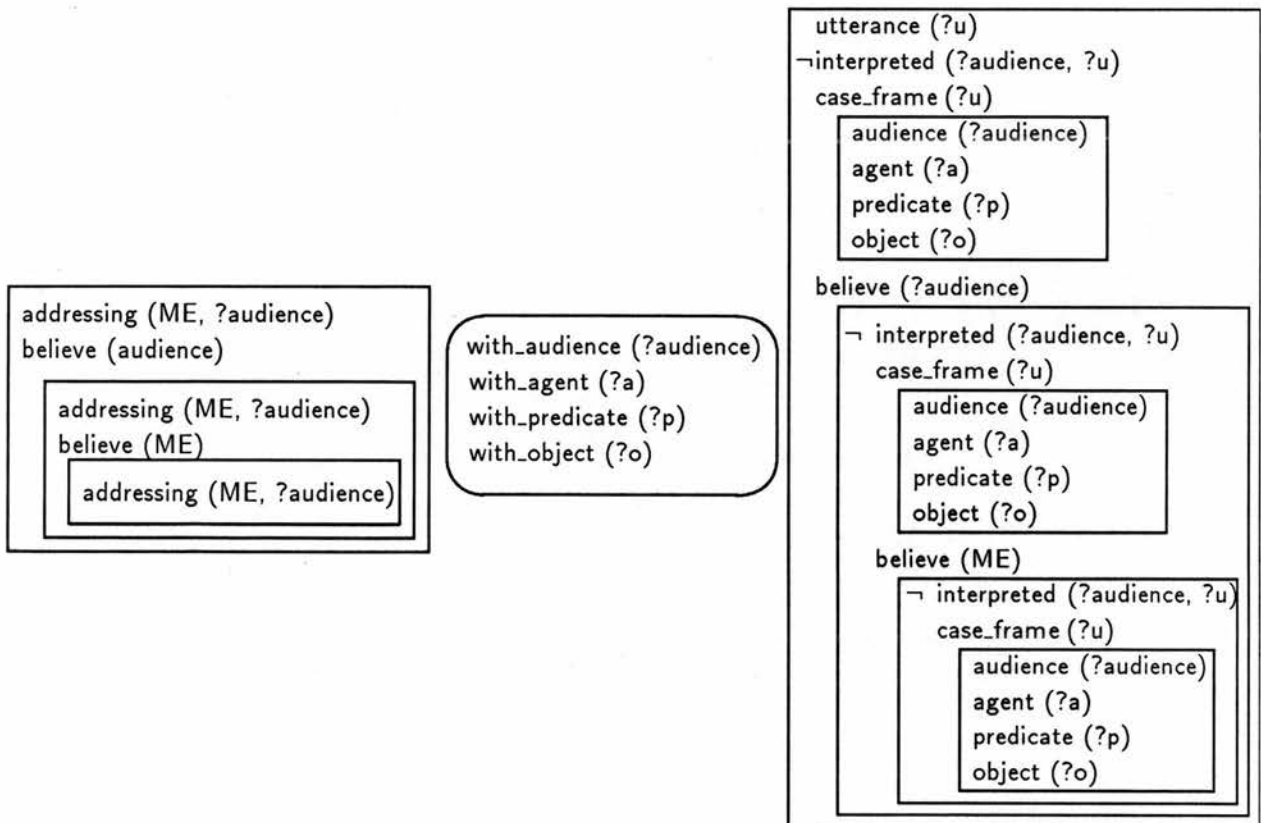 addressing (ME, ?audience)
believe (audience)
addressing (ME, ?audience)
believe (ME)
addressing (ME, ?audience)
with_audience (?audience)
with_agent (?a)
with_predicate (?p)
with_object (?o)
utterance (?u)
¬interpreted (?audience, ?u)
case_frame (?u)
audience (?audience)
agent (?a)
predicate (?p)
object (?o)
believe (?audience)
¬ interpreted (?audience, ?u)
case_frame (?u)
audience (?audience)
agent (?a)
predicate (?p)
object (?o)
believe (ME)
¬ interpreted (?audience, ?u)
case_frame (?u)
audience (?audience)
agent (?a)
predicate (?p)
object (?o)